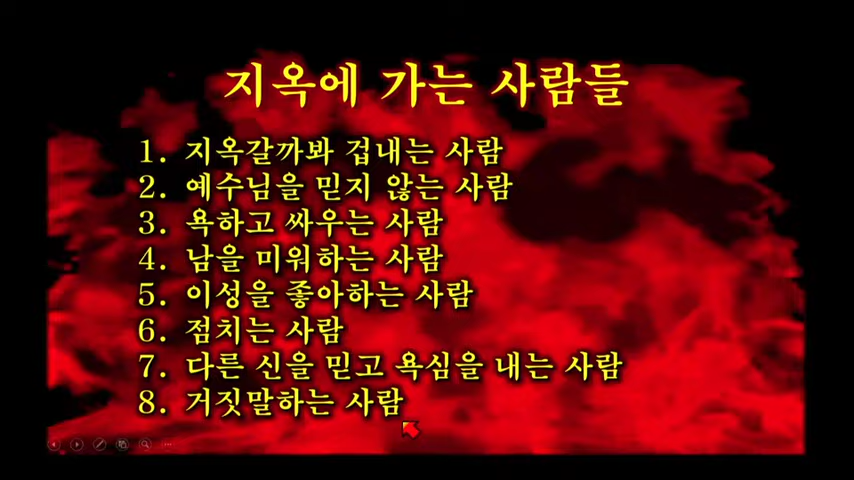 지옥에 가는 사람들
1. 지옥갈까봐 겁내는 사람
2. 예수님을 믿지 않는 사람
3. 욕하고 싸우는 사람
4. 남을 미워하는 사람
5. 이성을 좋아하는 사람
6. 점치는 사람
7. 다른 신을 믿고 욕심을 내는 사람
8. 거짓말하는 사람